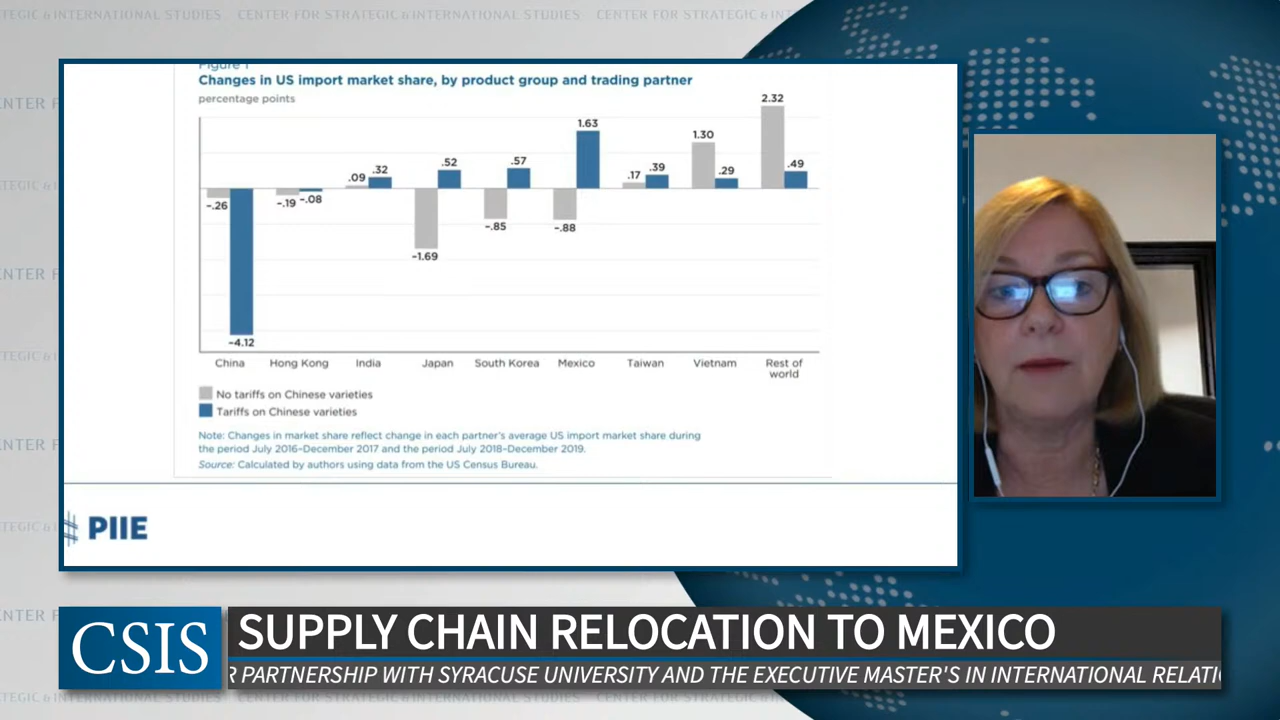 CENTER FOR STRATEGIC & INTERNATIONAL STUDIES
Figure 1
Changes in US import market share, by product group and trading partner
percentage points
2.32
1.63
1.30
.52
.57
.49
.09
.32
.17
.39
.29
-.26
-.19
-.08
-.85
-.88
-1.69
-4.12
China
Hong Kong
India
Japan
South Korea
Mexico
Taiwan
Vietnam
Rest of
world
No tariffs on Chinese varieties
Tariffs on Chinese varieties
Note: Changes in market share reflect change in each partner's average US import market share during
the period July 2016–December 2017 and the period July 2018–December 2019.
Source: Calculated by authors using data from the US Census Bureau.
PIIE
CSIS
SUPPLY CHAIN RELOCATION TO MEXICO
R PARTNERSHIP WITH SYRACUSE UNIVERSITY AND THE EXECUTIVE MASTER'S IN INTERNATIONAL RELATI